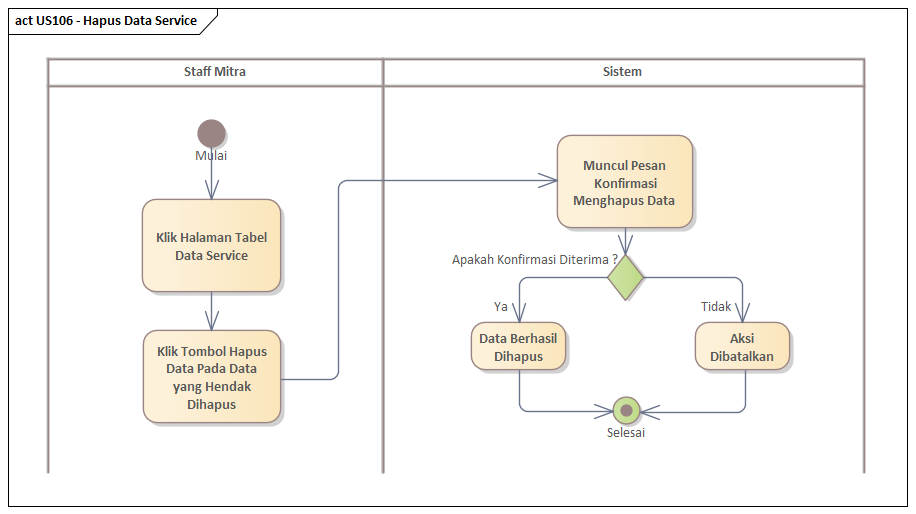 act US106 - Hapus Data Service
Staff Mitra
Sistem
Mulai
Klik Halaman Tabel
Data Service
Klik Tombol Hapus
Data Pada Data
yang Hendak
Dihapus
Muncul Pesan
Konfirmasi
Menghapus Data
Apakah Konfirmasi Diterima ?
Ya
Tidak
Data Berhasil
Dihapus
Aksi
Dibatalkan
Selesai